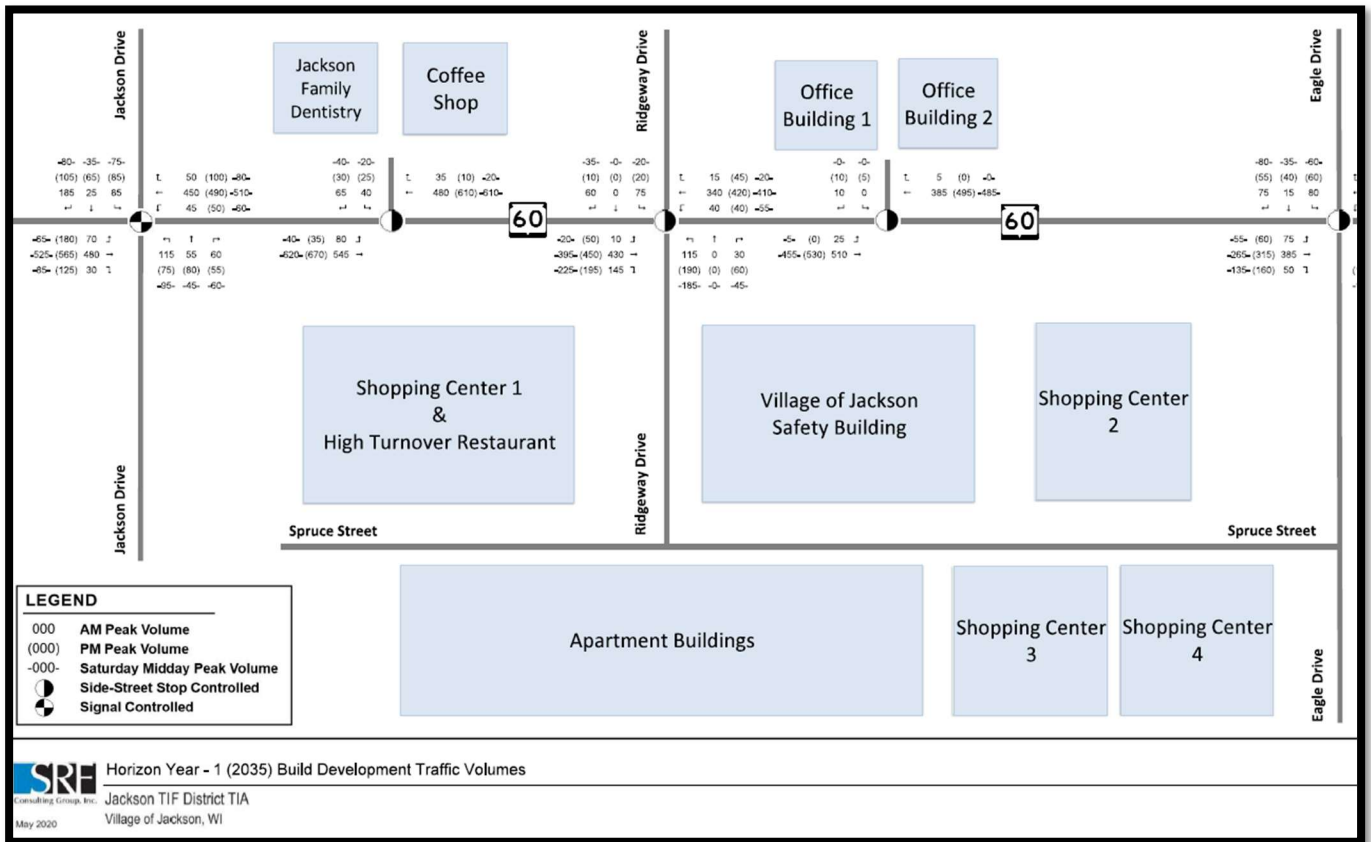 Jackson Drive
Jackson
Family
Dentistry
Coffee
Shop
Ridgeway Drive
Office
Building 1
Office
Building 2
Eagle Drive
-80- -35- -75-
(105) (65) (85)
185 25 85
↵ ↓ ↳
50 (100) -80-
← 450 (490) -510-
45 (50) -60-
-40- -20-
(30) (25)
65 40
35 (10) -20-
← 480 (610) -610-
-35- -0- -20-
(10) (0) (20)
60 0 75
15 (45) -20-
← 340 (420) -410-
40 (40) -55-
-0- -0-
(10) (5)
10 0
5 (0) -0-
← 385 (495) -485-
-80- -35- -60-
(55) (40) (60)
75 15 80
60
60
-65- (180) 70
-525- (565) 480 →
-85- (125) 30
115 55 60
(75) (80) (55)
-95- -45- -60-
-40- (35) 80
-620- (670) 545 →
-20- (50) 10
-395- (450) 430 →
-225- (195) 145
115 0 30
(190) (0) (60)
-185- -0- -45-
-5- (0) 25
-455- (530) 510 →
-55- (60) 75
-265- (315) 385 →
-135- (160) 50
Shopping Center 1
&
High Turnover Restaurant
Village of Jackson
Safety Building
Shopping Center
2
Jackson Drive
Ridgeway Drive
Spruce Street
Spruce Street
Apartment Buildings
Shopping Center
3
Shopping Center
4
Eagle Drive
LEGEND
000 AM Peak Volume
(000) PM Peak Volume
-000- Saturday Midday Peak Volume
Side-Street Stop Controlled
Signal Controlled
SRF
Consulting Group, Inc.
May 2020
Horizon Year - 1 (2035) Build Development Traffic Volumes
Jackson TIF District TIA
Village of Jackson, WI